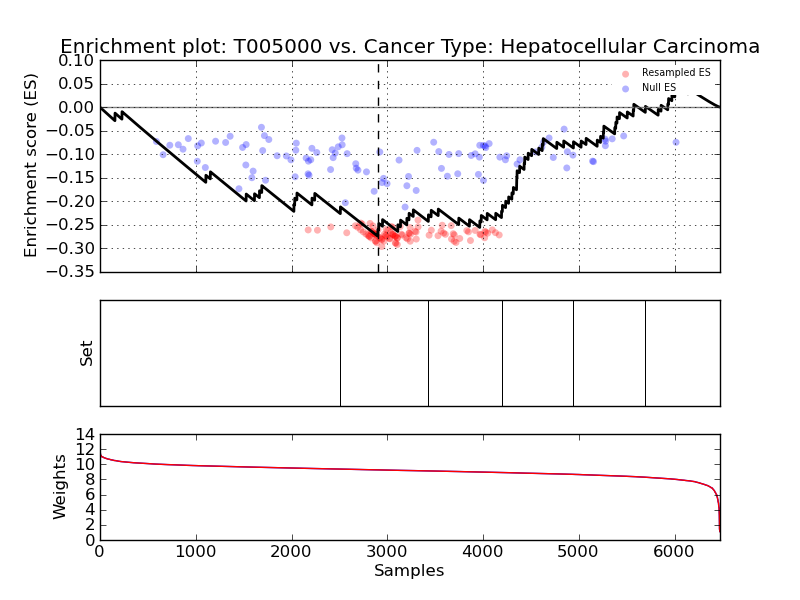 Enrichment plot: T005000 vs. Cancer Type: Hepatocellular Carcinoma
Enrichment score (ES)
0.10
0.05
0.00
−0.05
−0.10
−0.15
−0.20
−0.25
−0.30
−0.35
Resampled ES
Null ES
Set
Weights
14
12
10
8
6
4
2
0
0 1000 2000 3000 4000 5000 6000
Samples